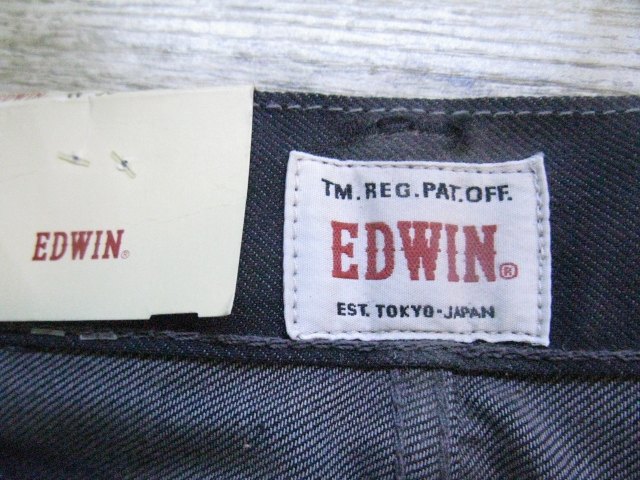 EDWIN®
TM.REG.PAT.OFF.
EDWIN®
EST. TOKYO-JAPAN